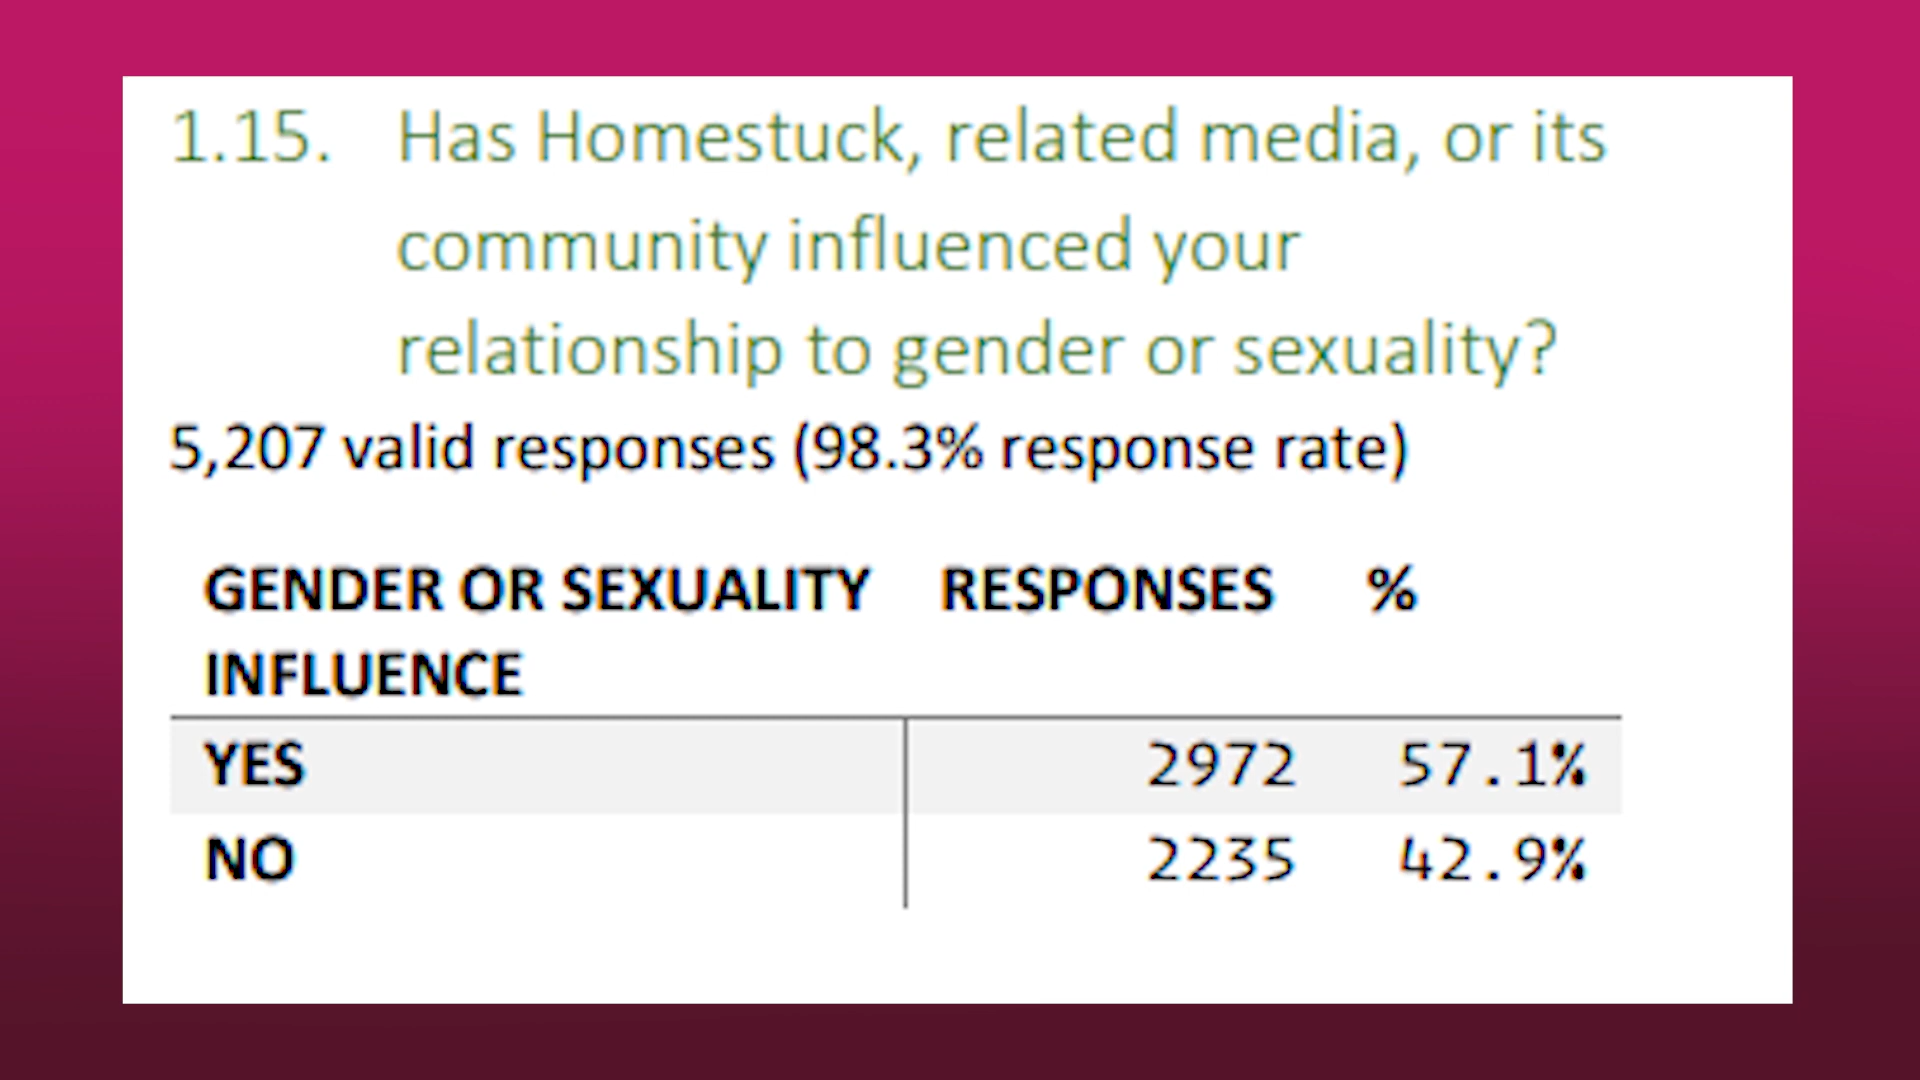 1.15. Has Homestuck, related media, or its
community influenced your
relationship to gender or sexuality?
5,207 valid responses (98.3% response rate)
GENDER OR SEXUALITY RESPONSES %
INFLUENCE
YES 2972 57.1%
NO 2235 42.9%